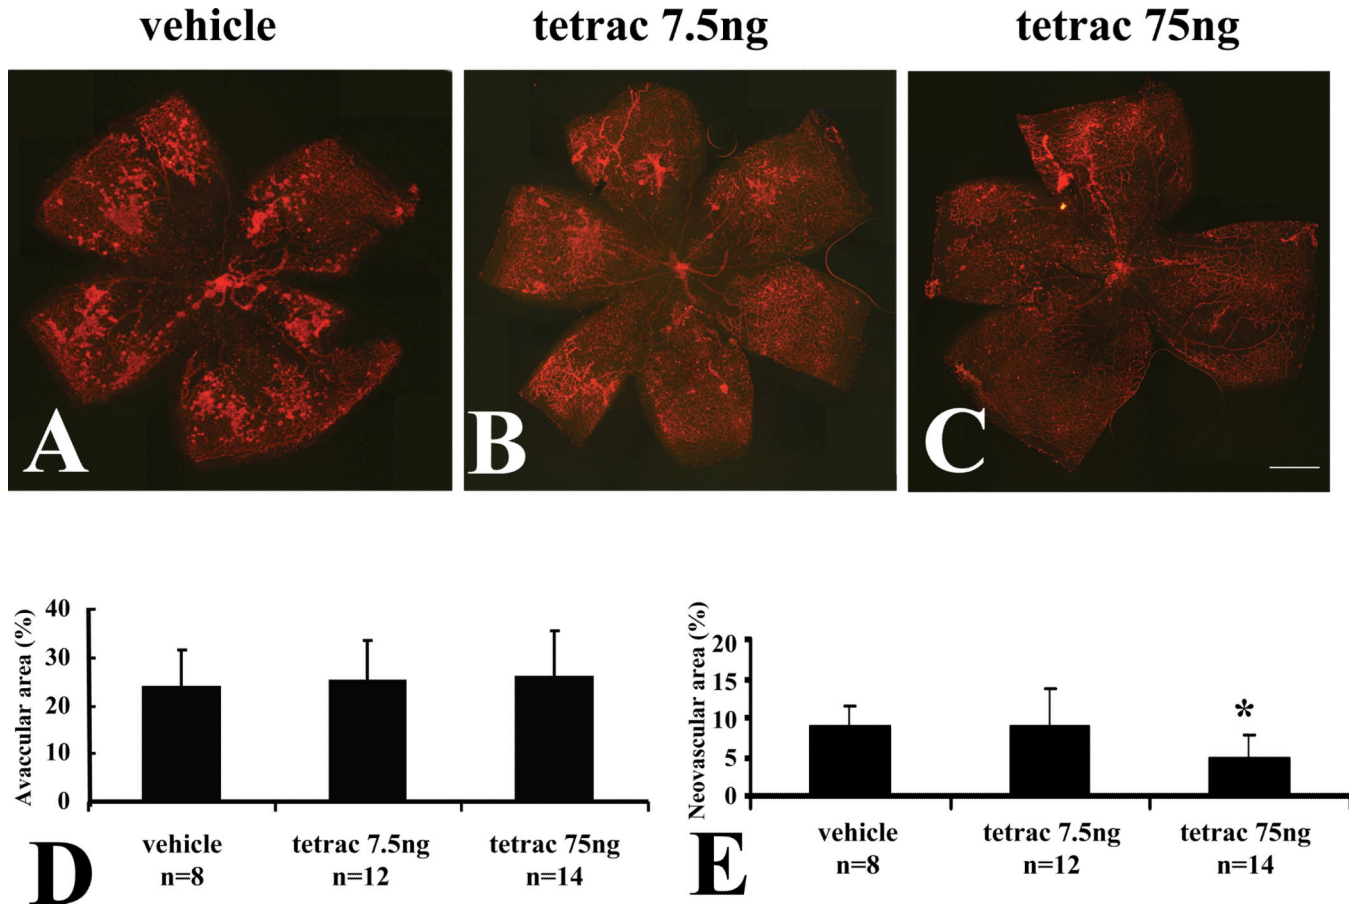 vehicle
tetrac 7.5ng
tetrac 75ng
A
B
C
Avaccular area (%)
40
30
20
10
0
vehicle
n=8
tetrac 7.5ng
n=12
tetrac 75ng
n=14
D
Neovascular area (%)
20
15
10
5
0
*
vehicle
n=8
tetrac 7.5ng
n=12
tetrac 75ng
n=14
E